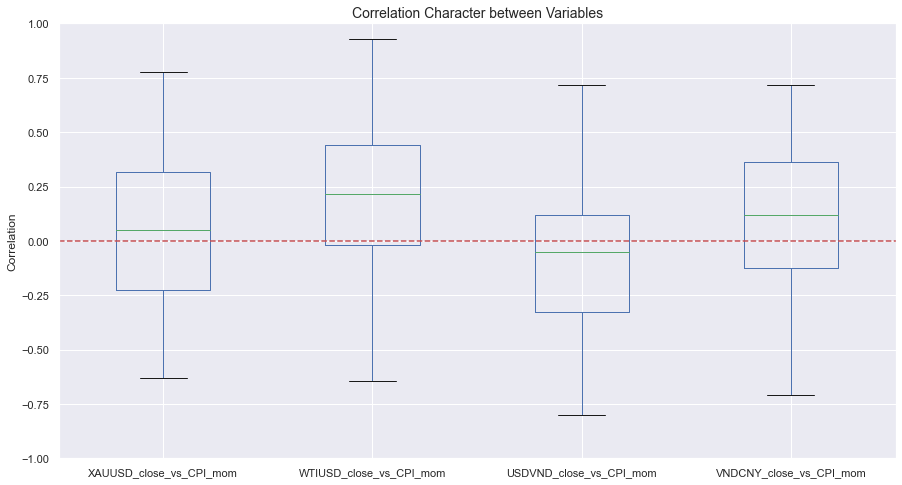 Correlation Character between Variables
1.00
0.75
0.50
0.25
0.00
−0.25
−0.50
−0.75
−1.00
Correlation
XAUUSD_close_vs_CPI_mom
WTIUSD_close_vs_CPI_mom
USDVND_close_vs_CPI_mom
VNDCNY_close_vs_CPI_mom